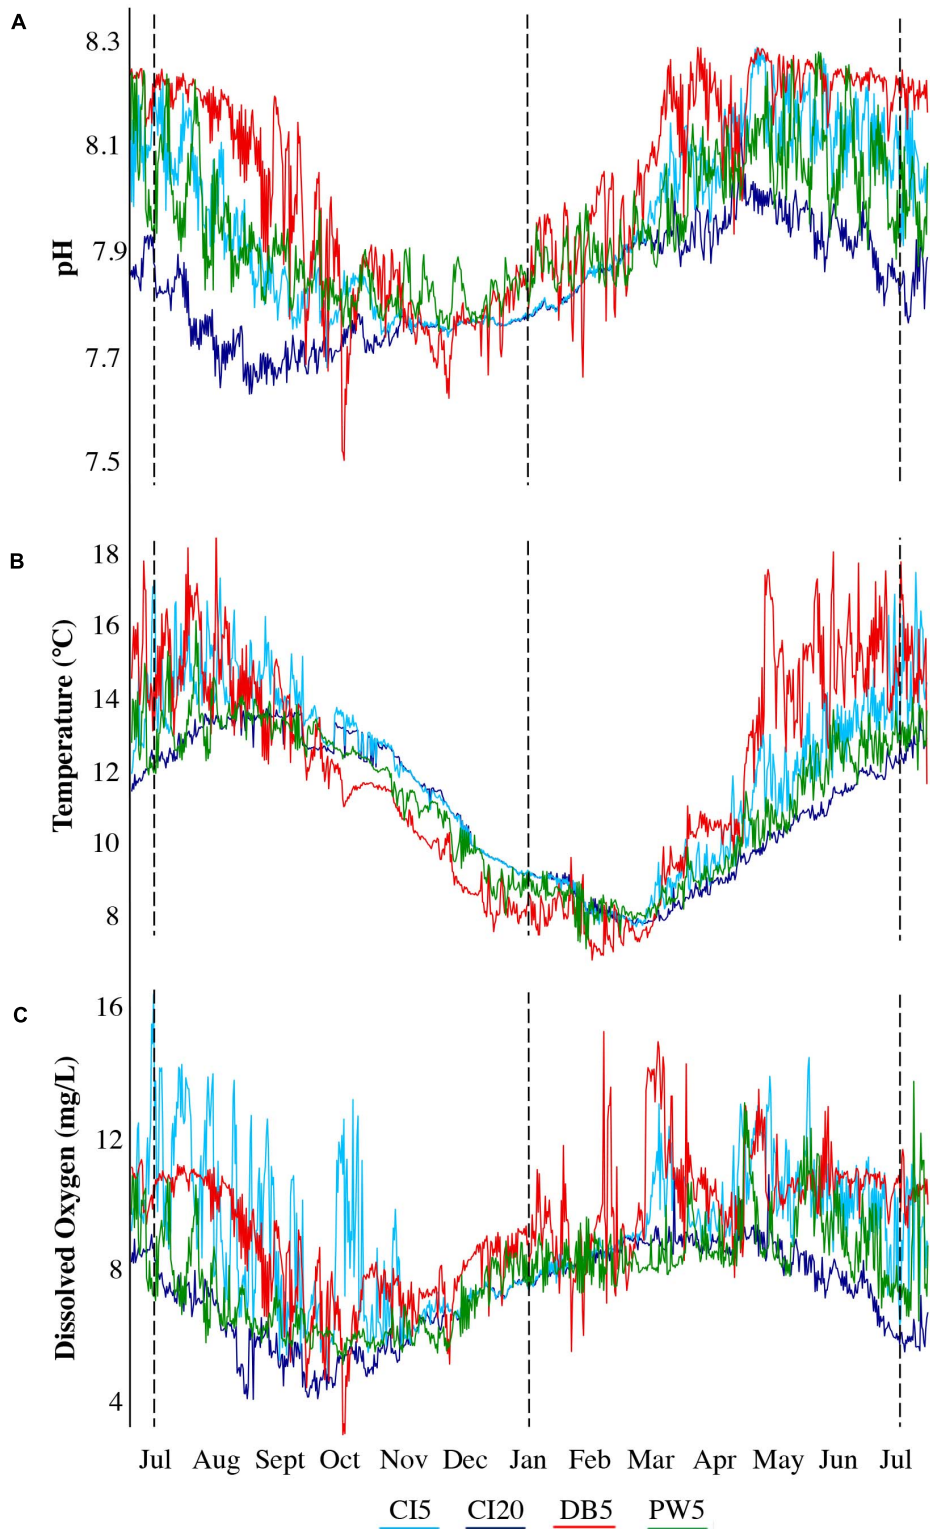 A
8.3
8.1
7.9
7.7
7.5
pH
B
18
16
14
12
10
8
Temperature (°C)
C
16
12
8
4
Dissolved Oxygen (mg/L)
Jul Aug Sept Oct Nov Dec Jan Feb Mar Apr May Jun Jul
CI5 CI20 DB5 PW5